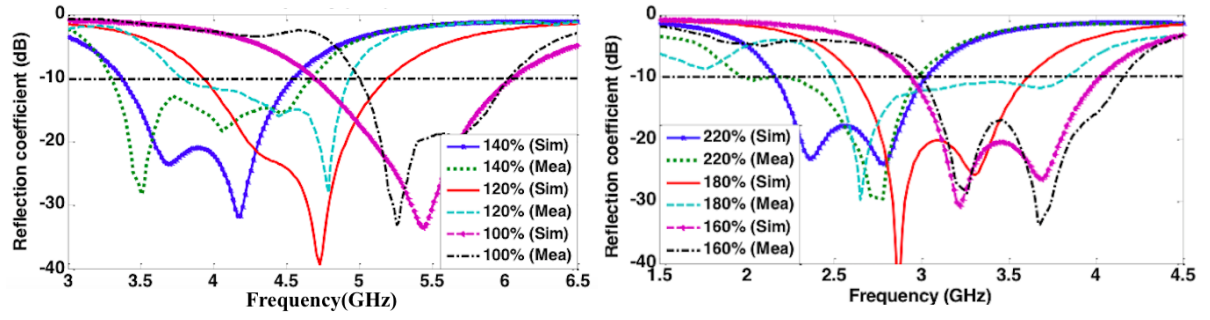 0
-10
-20
-30
-40
Reflection coefficient (dB)
3
3.5
4
4.5
5
5.5
6
6.5
Frequency(GHz)
140% (Sim)
140% (Mea)
120% (Sim)
120% (Mea)
100% (Sim)
100% (Mea)
0
-10
-20
-30
-40
Reflection coefficient (dB)
1.5
2
2.5
3
3.5
4
4.5
Frequency (GHz)
220% (Sim)
220% (Mea)
180% (Sim)
180% (Mea)
160% (Sim)
160% (Mea)